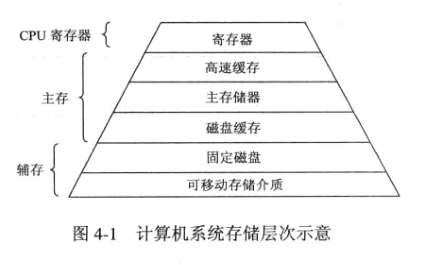 CPU 寄存器
寄存器
高速缓存
主存
主存储器
磁盘缓存
辅存
固定磁盘
可移动存储介质
图 4-1 计算机系统存储层次示意